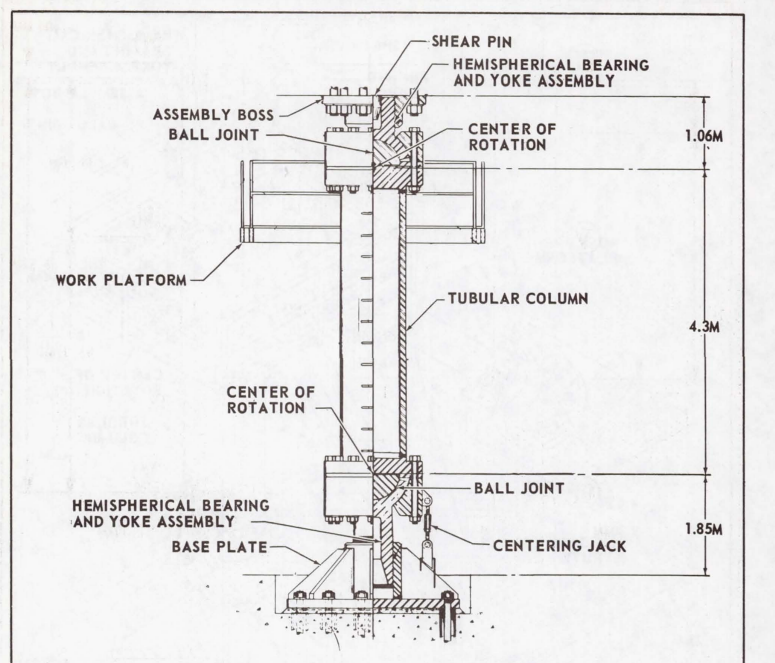 SHEAR PIN
HEMISPHERICAL BEARING
AND YOKE ASSEMBLY
ASSEMBLY BOSS
BALL JOINT
CENTER OF
ROTATION
1.06M
WORK PLATFORM
TUBULAR COLUMN
4.3M
CENTER OF
ROTATION
BALL JOINT
HEMISPHERICAL BEARING
AND YOKE ASSEMBLY
BASE PLATE
CENTERING JACK
1.85M